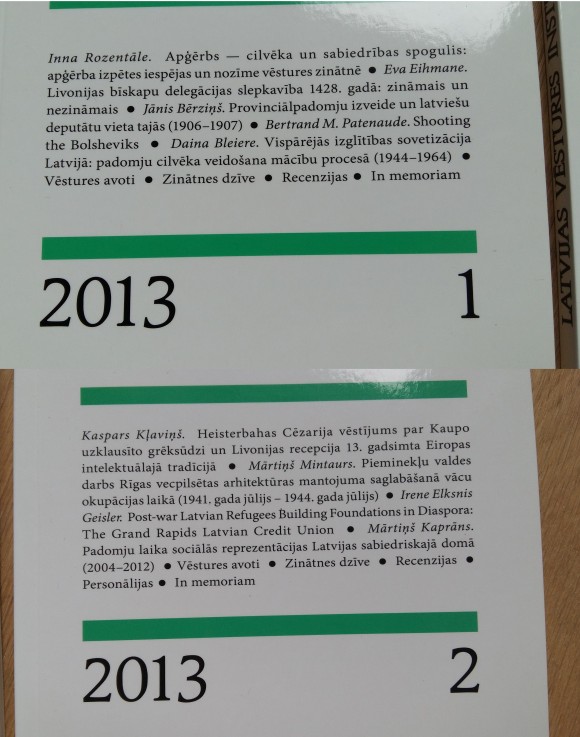 Inna Rozentāle. Apģērbs — cilvēka un sabiedrības spogulis:
apģērba izpētes iespējas un nozīme vēstures zinātnē ● Eva Eihmane.
Livonijas bīskapu delegācijas slepkavība 1428. gadā: zināmais un
nezināmais ● Jānis Bērziņš. Provinciālpadomju izveide un latviešu
deputātu vieta tajās (1906–1907) ● Bertrand M. Patenaude. Shooting
the Bolsheviks ● Daina Bleiere. Vispārējās izglītības sovetizācija
Latvijā: padomju cilvēka veidošana mācību procesā (1944–1964) ●
Vēstures avoti ● Zinātnes dzīve ● Recenzijas ● In memoriam
2013 1
LATVIJAS VĒSTURES INST
Kaspars Kļaviņš. Heisterbahas Cēzarija vēstījums par Kaupo
uzklausīto grēksūdzi un Livonijas recepcija 13. gadsimta Eiropas
intelektuālajā tradīcijā ● Mārtiņš Mintaurs. Pieminekļu valdes
darbs Rīgas vecpilsētas arhitektūras mantojuma saglabāšanā vācu
okupācijas laikā (1941. gada jūlijs – 1944. gada jūlijs) ● Irene Elksnis
Geisler. Post-war Latvian Refugees Building Foundations in Diaspora:
The Grand Rapids Latvian Credit Union ● Mārtiņš Kaprāns.
Padomju laika sociālās reprezentācijas Latvijas sabiedriskajā domā
(2004–2012) ● Vēstures avoti ● Zinātnes dzīve ● Recenzijas ●
Personālijas ● In memoriam
2013 2